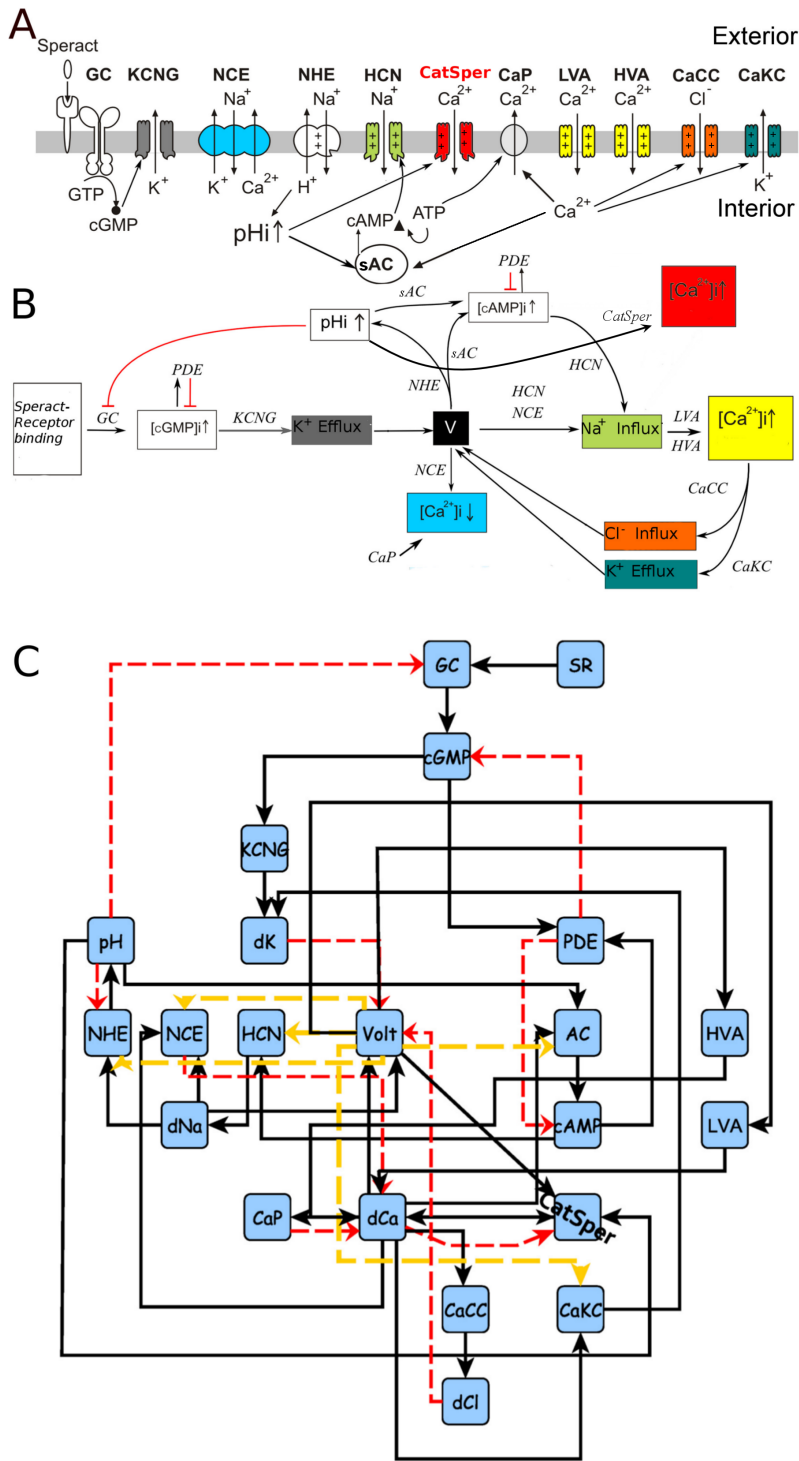 A
Exterior
Speract
GC KCNG NCE NHE HCN CatSper CaP LVA HVA CaCC CaKC
Na+ Na+ Na+ Ca2+ Ca2+ Ca2+ Ca2+ Cl-
GTP
cGMP
K+ K+ Ca2+ H+ K+
Interior
cAMP ATP Ca2+
pHi ↑
sAC
B
PDE
sAC
[cAMP]i↑
[Ca2+]i↑
pHi ↑
CatSper
sAC
HCN
NHE
PDE
Speract-
Receptor
binding
GC
[cGMP]i↑
KCNG
K+ Efflux
V
HCN
NCE
Na+ Influx
LVA
HVA
[Ca2+]i↑
NCE
CaCC
[Ca2+]i↓
CaP
Cl- Influx
K+ Efflux
CaKC
C
GC SR
cGMP
KCNG
pH dK PDE
NHE NCE HCN Volt AC HVA
dNa cAMP LVA
CaP dCa CatSper
CaCC CaKC
dCl